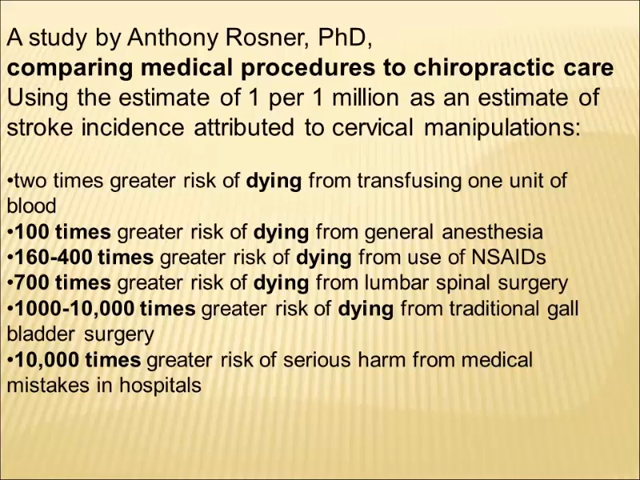 A study by Anthony Rosner, PhD,
comparing medical procedures to chiropractic care
Using the estimate of 1 per 1 million as an estimate of
stroke incidence attributed to cervical manipulations:
•two times greater risk of dying from transfusing one unit of
blood
•100 times greater risk of dying from general anesthesia
•160-400 times greater risk of dying from use of NSAIDs
•700 times greater risk of dying from lumbar spinal surgery
•1000-10,000 times greater risk of dying from traditional gall
bladder surgery
•10,000 times greater risk of serious harm from medical
mistakes in hospitals